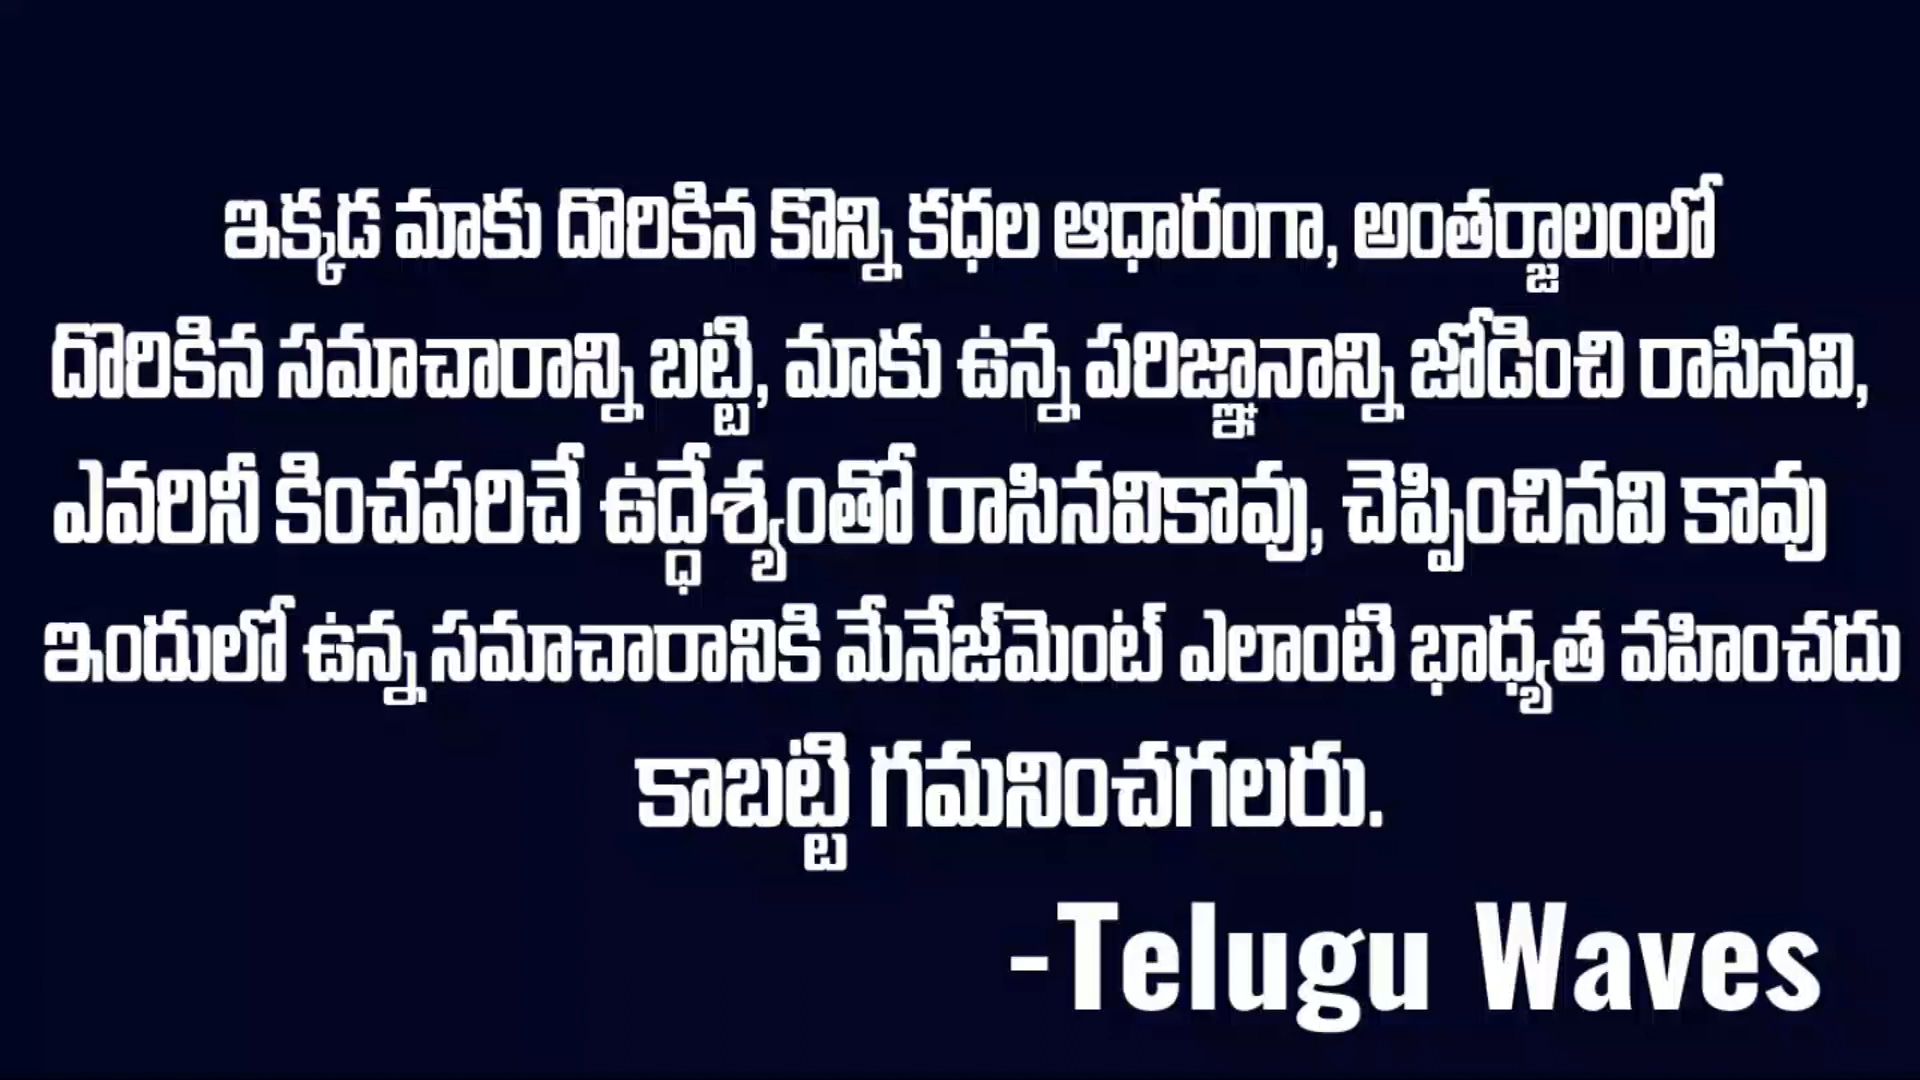 ఇక్కడ మాకు దొరికిన కొన్ని కధల ఆధారంగా, అంతర్జాలంలో
దొరికిన సమాచారాన్ని బట్టి, మాకు ఉన్న పరిజ్ఞానాన్ని జోడించి రాసినవి,
ఎవరినీ కించపరిచే ఉద్ధేశ్యంతో రాసినవికావు, చెప్పించినవి కావు
ఇందులో ఉన్న సమాచారానికి మేనేజ్‌మెంట్ ఎలాంటి భాధ్యత వహించదు
కాబట్టి గమనించగలరు.
-Telugu Waves